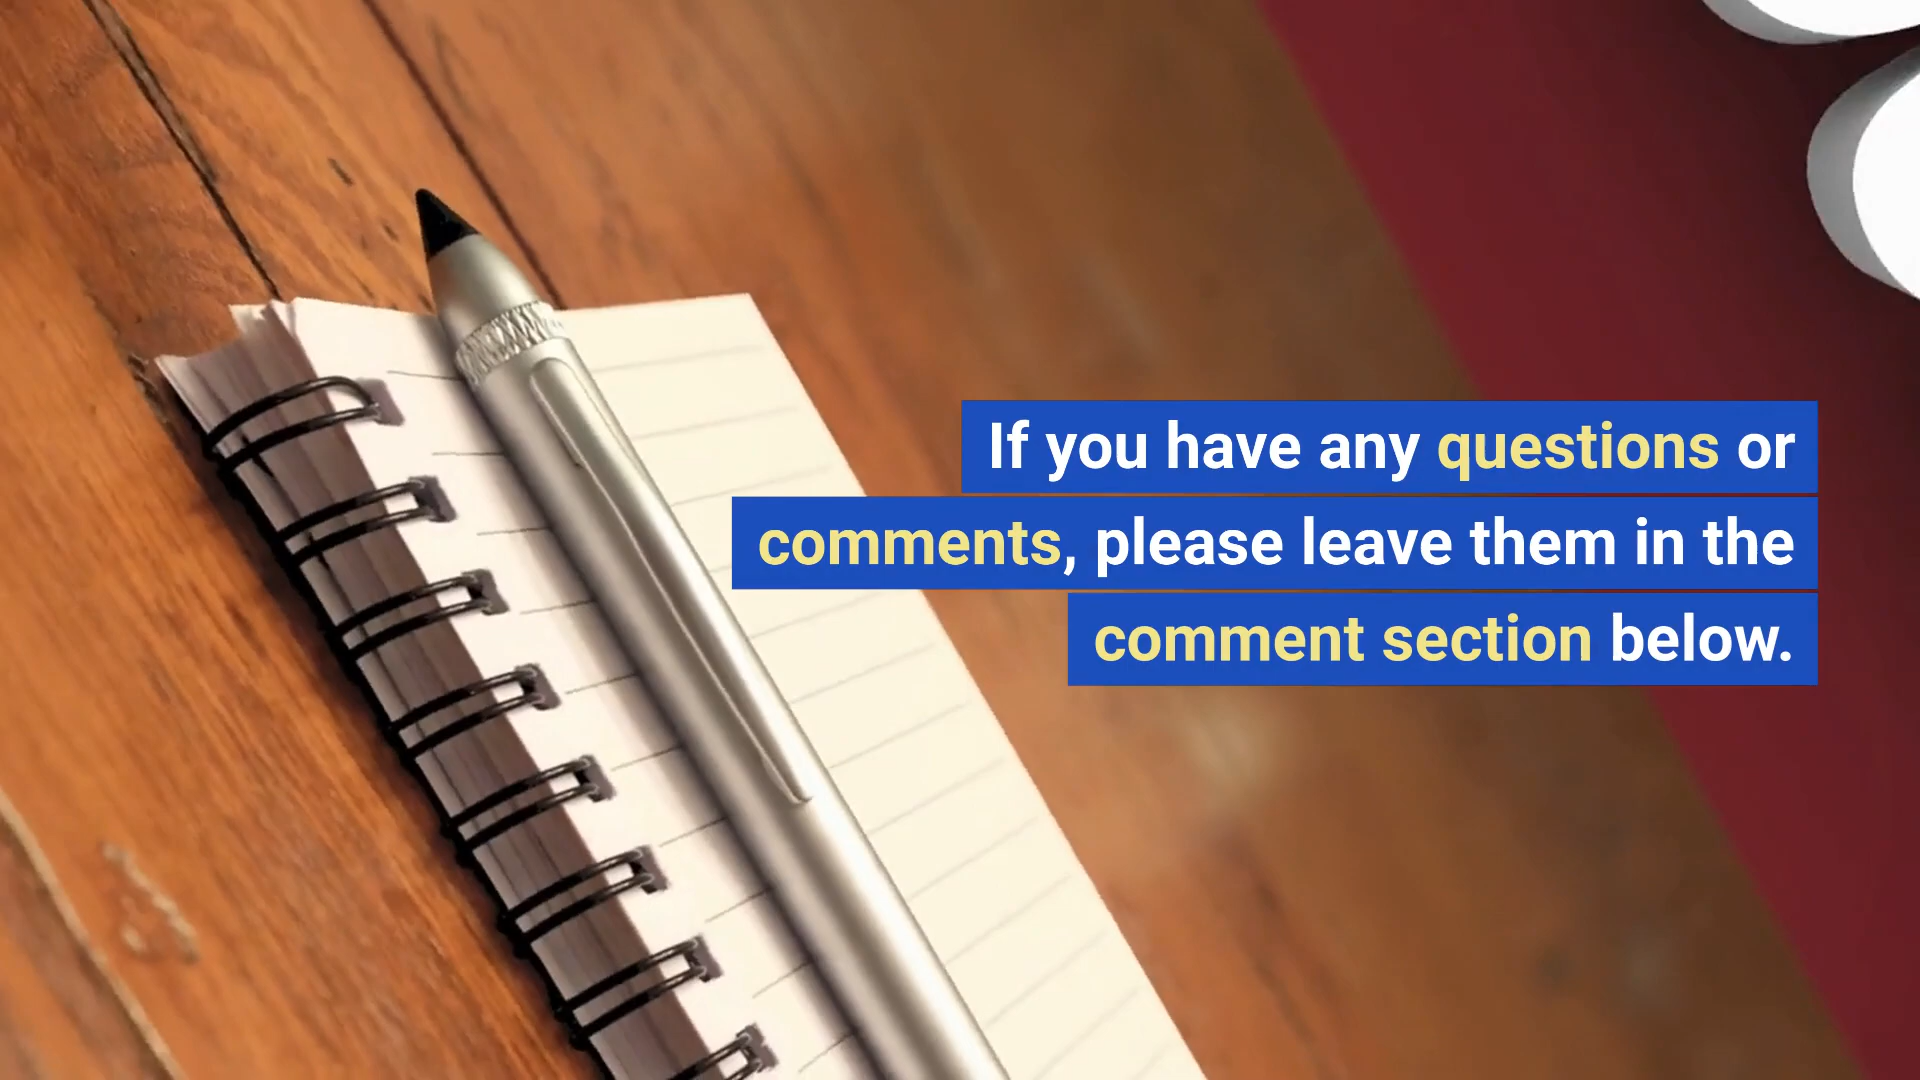 If you have any questions or
comments, please leave them in the
comment section below.